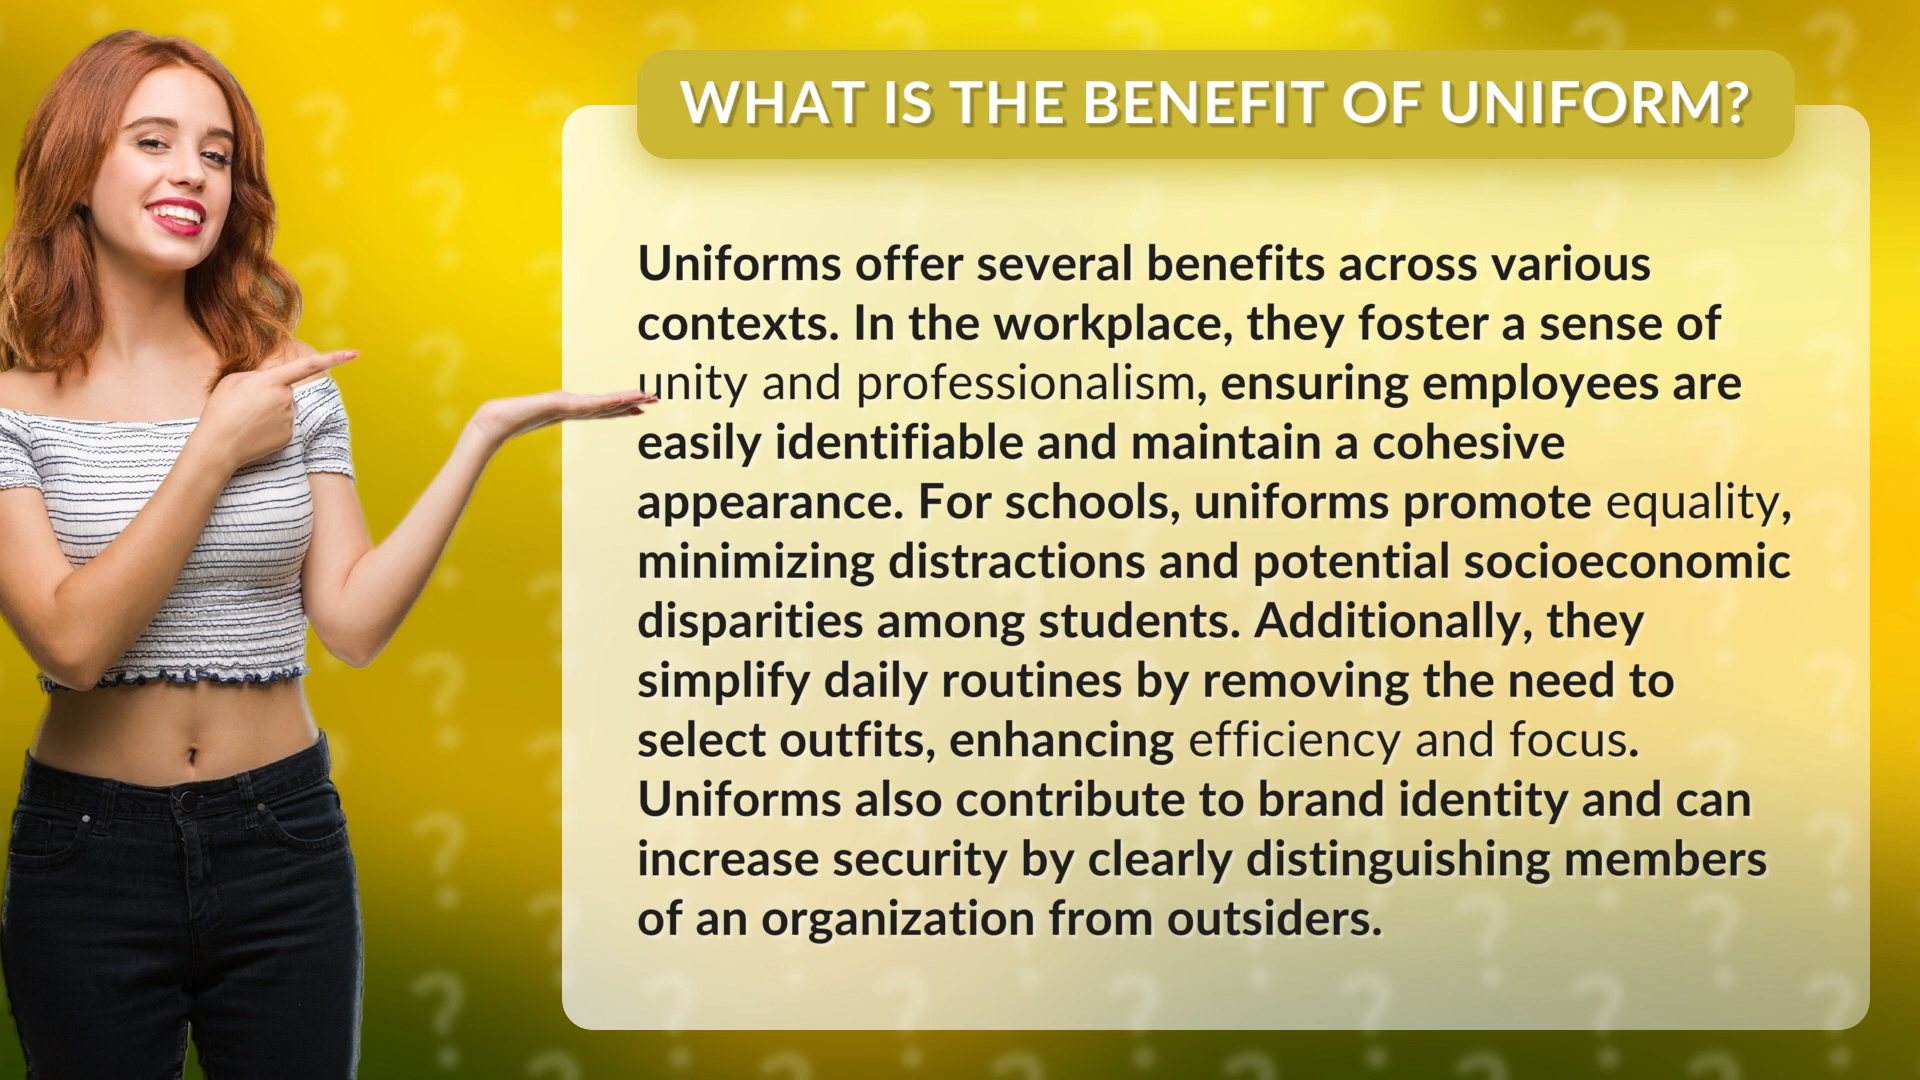 WHAT IS THE BENEFIT OF UNIFORM?
Uniforms offer several benefits across various
contexts. In the workplace, they foster a sense of
unity and professionalism, ensuring employees are
easily identifiable and maintain a cohesive
appearance. For schools, uniforms promote equality,
minimizing distractions and potential socioeconomic
disparities among students. Additionally, they
simplify daily routines by removing the need to
select outfits, enhancing efficiency and focus.
Uniforms also contribute to brand identity and can
increase security by clearly distinguishing members
of an organization from outsiders.